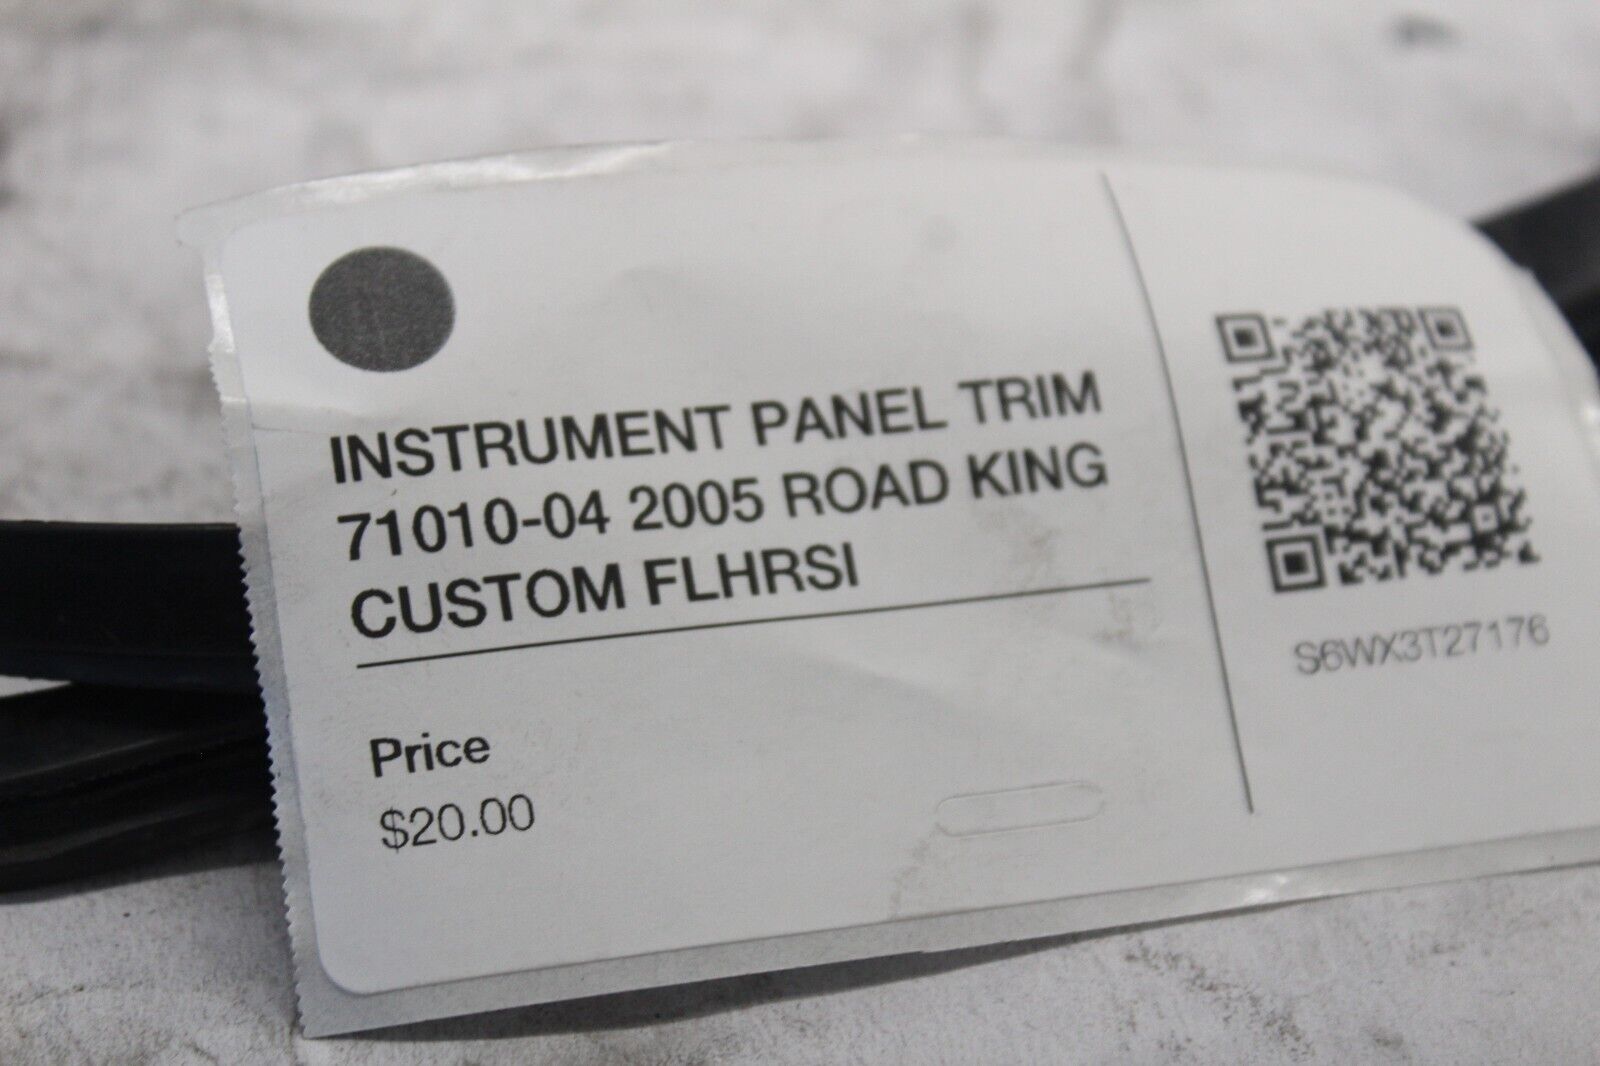 INSTRUMENT PANEL TRIM
71010-04 2005 ROAD KING
CUSTOM FLHRSI
Price
$20.00
S6WX3T27176